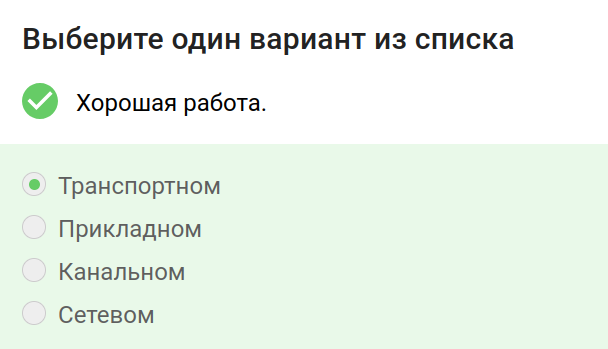 Выберите один вариант из списка
Хорошая работа.
Транспортном
Прикладном
Канальном
Сетевом